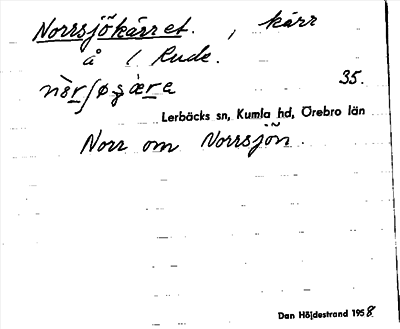 Norrsjökärret. , kärr
å 1 Rude.
35.
Lerbäcks sn, Kumla hd, Örebro län
Norr om Norrsjön.
Dan Höjdestrand 1958